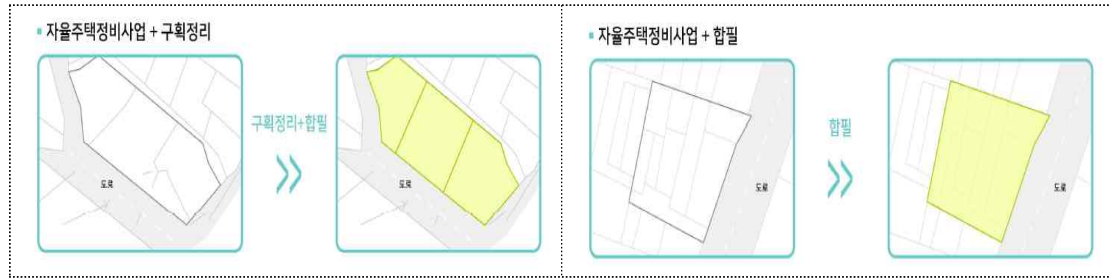 ▪ 자율주택정비사업 + 구획정리
도로
구획정리+합필
도로
▪ 자율주택정비사업 + 합필
도로
합필
도로